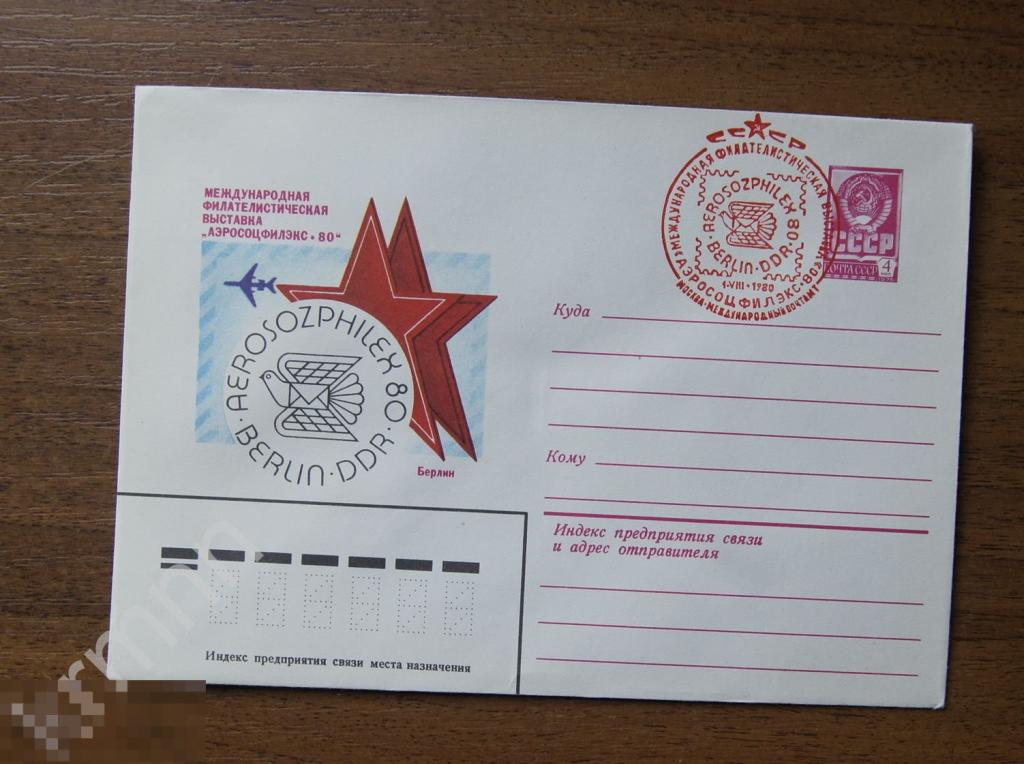 МЕЖДУНАРОДНАЯ
ФИЛАТЕЛИСТИЧЕСКАЯ
ВЫСТАВКА
„АЭРОСОЦФИЛЭКС • 80"
AEROSOZPHILEX 80
BERLIN · DDR
Берлин
СССР
МЕЖДУНАРОДНАЯ ФИЛАТЕЛИСТИЧЕСКАЯ ВЫСТАВКА
„АЭРОСОЦФИЛЭКС • 80"
AEROSOZPHILEX 80
BERLIN · DDR
1·VIII·1980
МОСКВА · МЕЖДУНАРОДНЫЙ ПОЧТАМТ
СССР
ПОЧТА СССР
4
Куда
Кому
Индекс предприятия связи
и адрес отправителя
Индекс предприятия связи места назначения